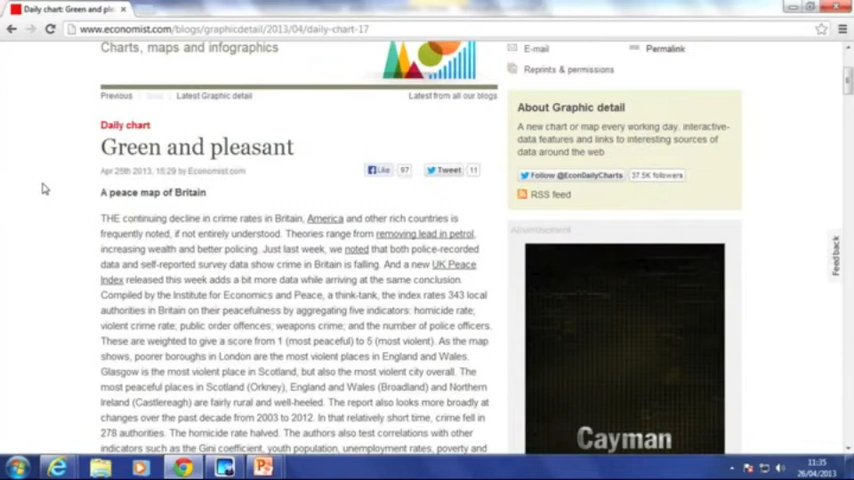 Daily chart: Green and ple
www.economist.com/blogs/graphicdetail/2013/04/daily-chart-17
Charts, maps and infographics
E-mail
Permalink
Reprints & permissions
Previous
Latest Graphic detail
Latest from all our blogs
About Graphic detail
A new chart or map every working day, interactive-
data features and links to interesting sources of
data around the web
Follow @EconDailyCharts
37.5K followers
RSS feed
Daily chart
Green and pleasant
Apr 25th 2013, 15:29 by Economist.com
Like 97
Tweet 11
A peace map of Britain
THE continuing decline in crime rates in Britain, America and other rich countries is
frequently noted, if not entirely understood. Theories range from removing lead in petrol,
increasing wealth and better policing. Just last week, we noted that both police-recorded
data and self-reported survey data show crime in Britain is falling. And a new UK Peace
Index released this week adds a bit more data while arriving at the same conclusion.
Compiled by the Institute for Economics and Peace, a think-tank, the index rates 343 local
authorities in Britain on their peacefulness by aggregating five indicators: homicide rate;
violent crime rate; public order offences; weapons crime; and the number of police officers.
These are weighted to give a score from 1 (most peaceful) to 5 (most violent). As the map
shows, poorer boroughs in London are the most violent places in England and Wales.
Glasgow is the most violent place in Scotland, but also the most violent city overall. The
most peaceful places in Scotland (Orkney), England and Wales (Broadland) and Northern
Ireland (Castlereagh) are fairly rural and well-heeled. The report also looks more broadly at
changes over the past decade from 2003 to 2012. In that relatively short time, crime fell in
278 authorities. The homicide rate halved. The authors also test correlations with other
indicators such as the Gini coefficient, youth population, unemployment rates, poverty and
Advertisement
Cayman
Feedback
11:35
26/04/2013